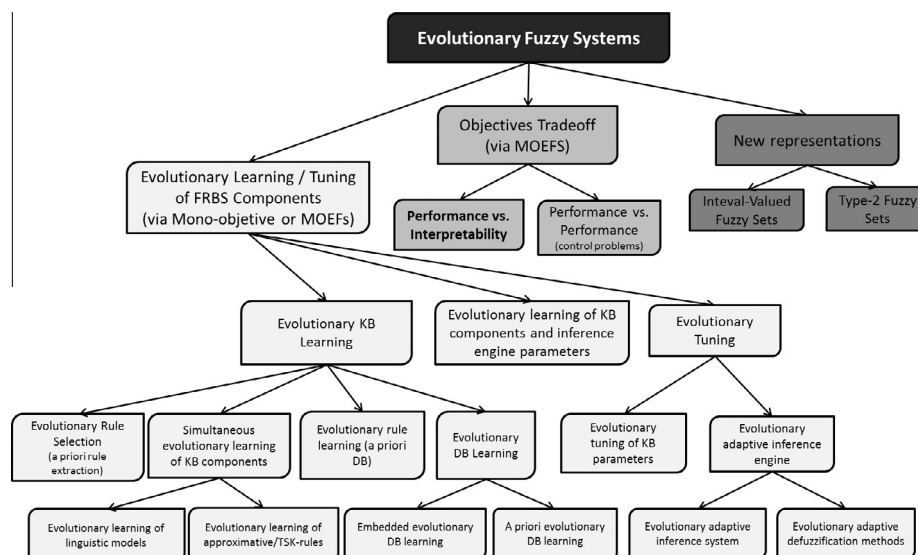 Evolutionary Fuzzy Systems
Objectives Tradeoff
(via MOEFS)
New representations
Evolutionary Learning / Tuning
of FRBS Components
(via Mono-objetive or MOEFs)
Performance vs.
Interpretability
Performance vs.
Performance
(control problems)
Inteval-Valued
Fuzzy Sets
Type-2 Fuzzy
Sets
Evolutionary KB
Learning
Evolutionary learning of KB
components and inference
engine parameters
Evolutionary
Tuning
Evolutionary Rule
Selection
(a priori rule
extraction)
Simultaneous
evolutionary learning
of KB components
Evolutionary rule
learning (a priori
DB)
Evolutionary
DB Learning
Evolutionary
tuning of KB
parameters
Evolutionary
adaptive inference
engine
Evolutionary learning of
linguistic models
Evolutionary learning of
approximative/TSK-rules
Embedded evolutionary
DB learning
A priori evolutionary
DB learning
Evolutionary adaptive
inference system
Evolutionary adaptive
defuzzification methods